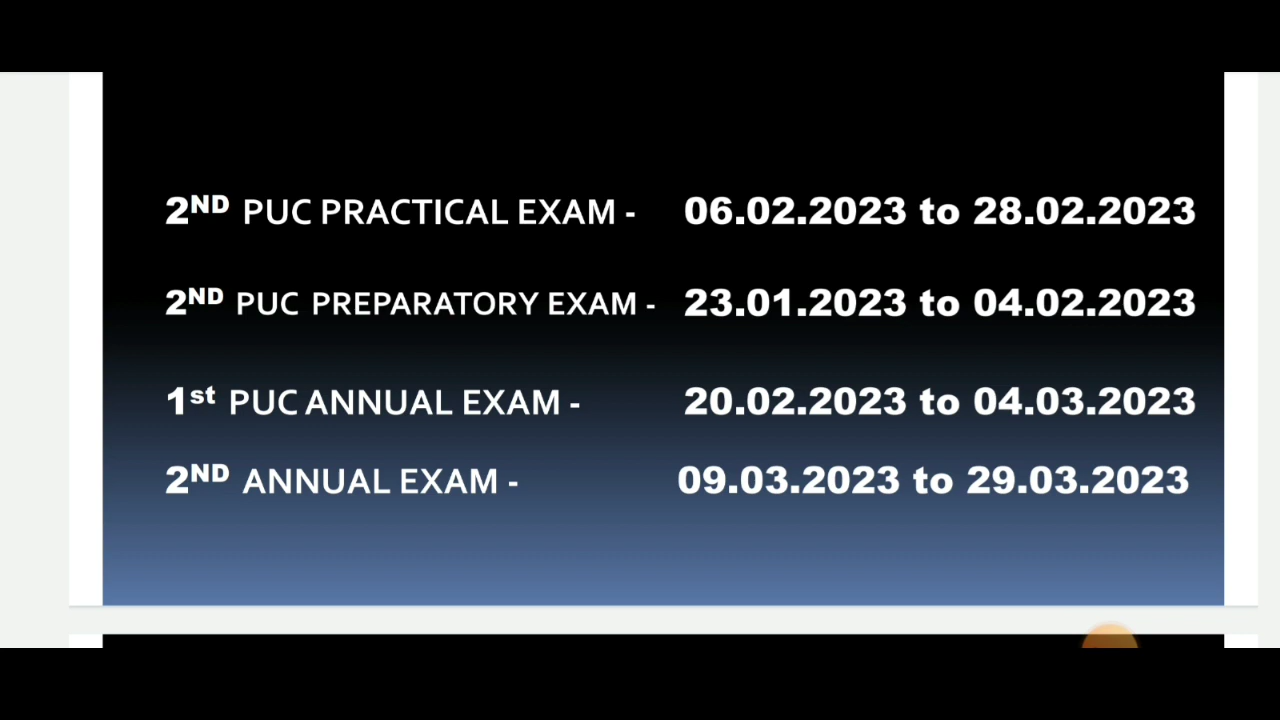 2ND PUC PRACTICAL EXAM - 06.02.2023 to 28.02.2023
2ND PUC PREPARATORY EXAM - 23.01.2023 to 04.02.2023
1st PUC ANNUAL EXAM - 20.02.2023 to 04.03.2023
2ND ANNUAL EXAM - 09.03.2023 to 29.03.2023